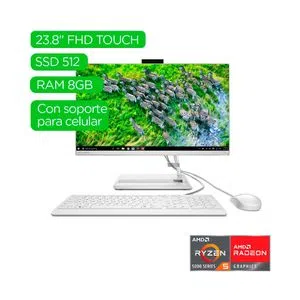 23.8" FHD TOUCH
SSD 512
RAM 8GB
Con soporte
para celular
AMD
RYZEN
5000 SERIES 5
AMD
RADEON
GRAPHICS